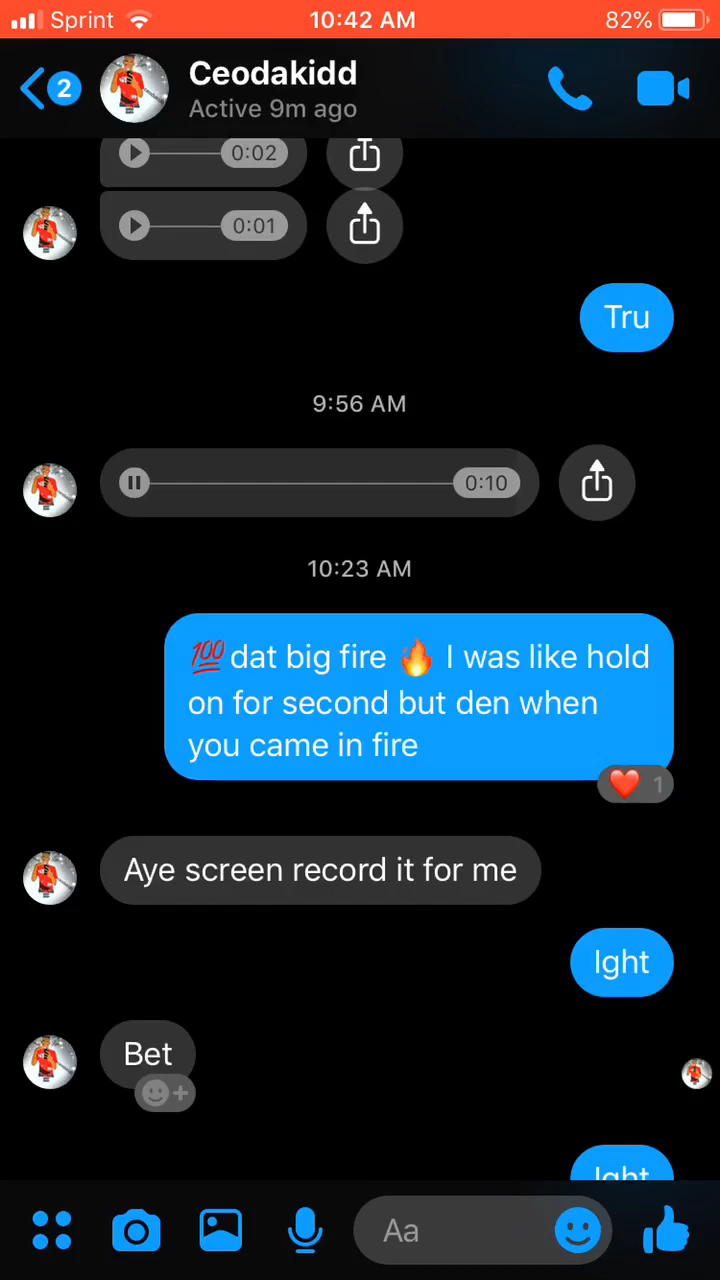 Sprint 10:42 AM 82%
2 Ceodakidd
Active 9m ago
0:02
0:01
Tru
9:56 AM
0:10
10:23 AM
💯 dat big fire 🔥 I was like hold
on for second but den when
you came in fire
❤️ 1
Aye screen record it for me
Ight
Bet
Ight
Aa